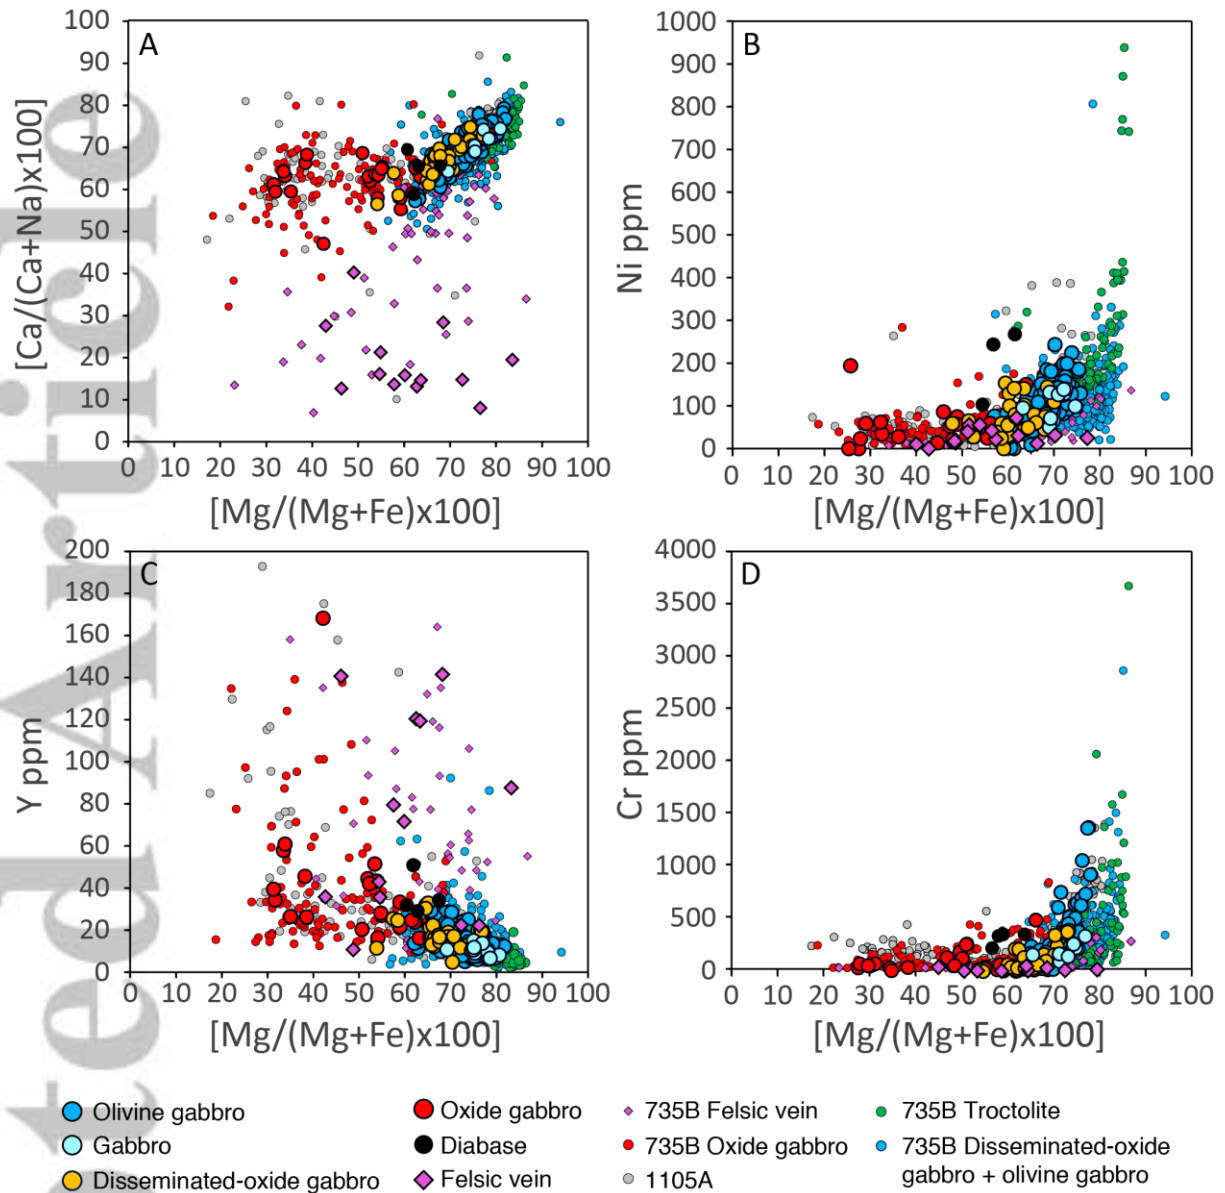 A
100
90
80
70
60
50
40
30
20
10
0
[Ca/(Ca+Na)x100]
0 10 20 30 40 50 60 70 80 90 100
[Mg/(Mg+Fe)x100]
B
1000
900
800
700
600
500
400
300
200
100
0
Ni ppm
0 10 20 30 40 50 60 70 80 90 100
[Mg/(Mg+Fe)x100]
C
200
180
160
140
120
100
80
60
40
20
0
Y ppm
0 10 20 30 40 50 60 70 80 90 100
[Mg/(Mg+Fe)x100]
D
4000
3500
3000
2500
2000
1500
1000
500
0
Cr ppm
0 10 20 30 40 50 60 70 80 90 100
[Mg/(Mg+Fe)x100]
Olivine gabbro
Gabbro
Disseminated-oxide gabbro
Oxide gabbro
Diabase
Felsic vein
735B Felsic vein
735B Oxide gabbro
1105A
735B Troctolite
735B Disseminated-oxide
gabbro + olivine gabbro
ted Article